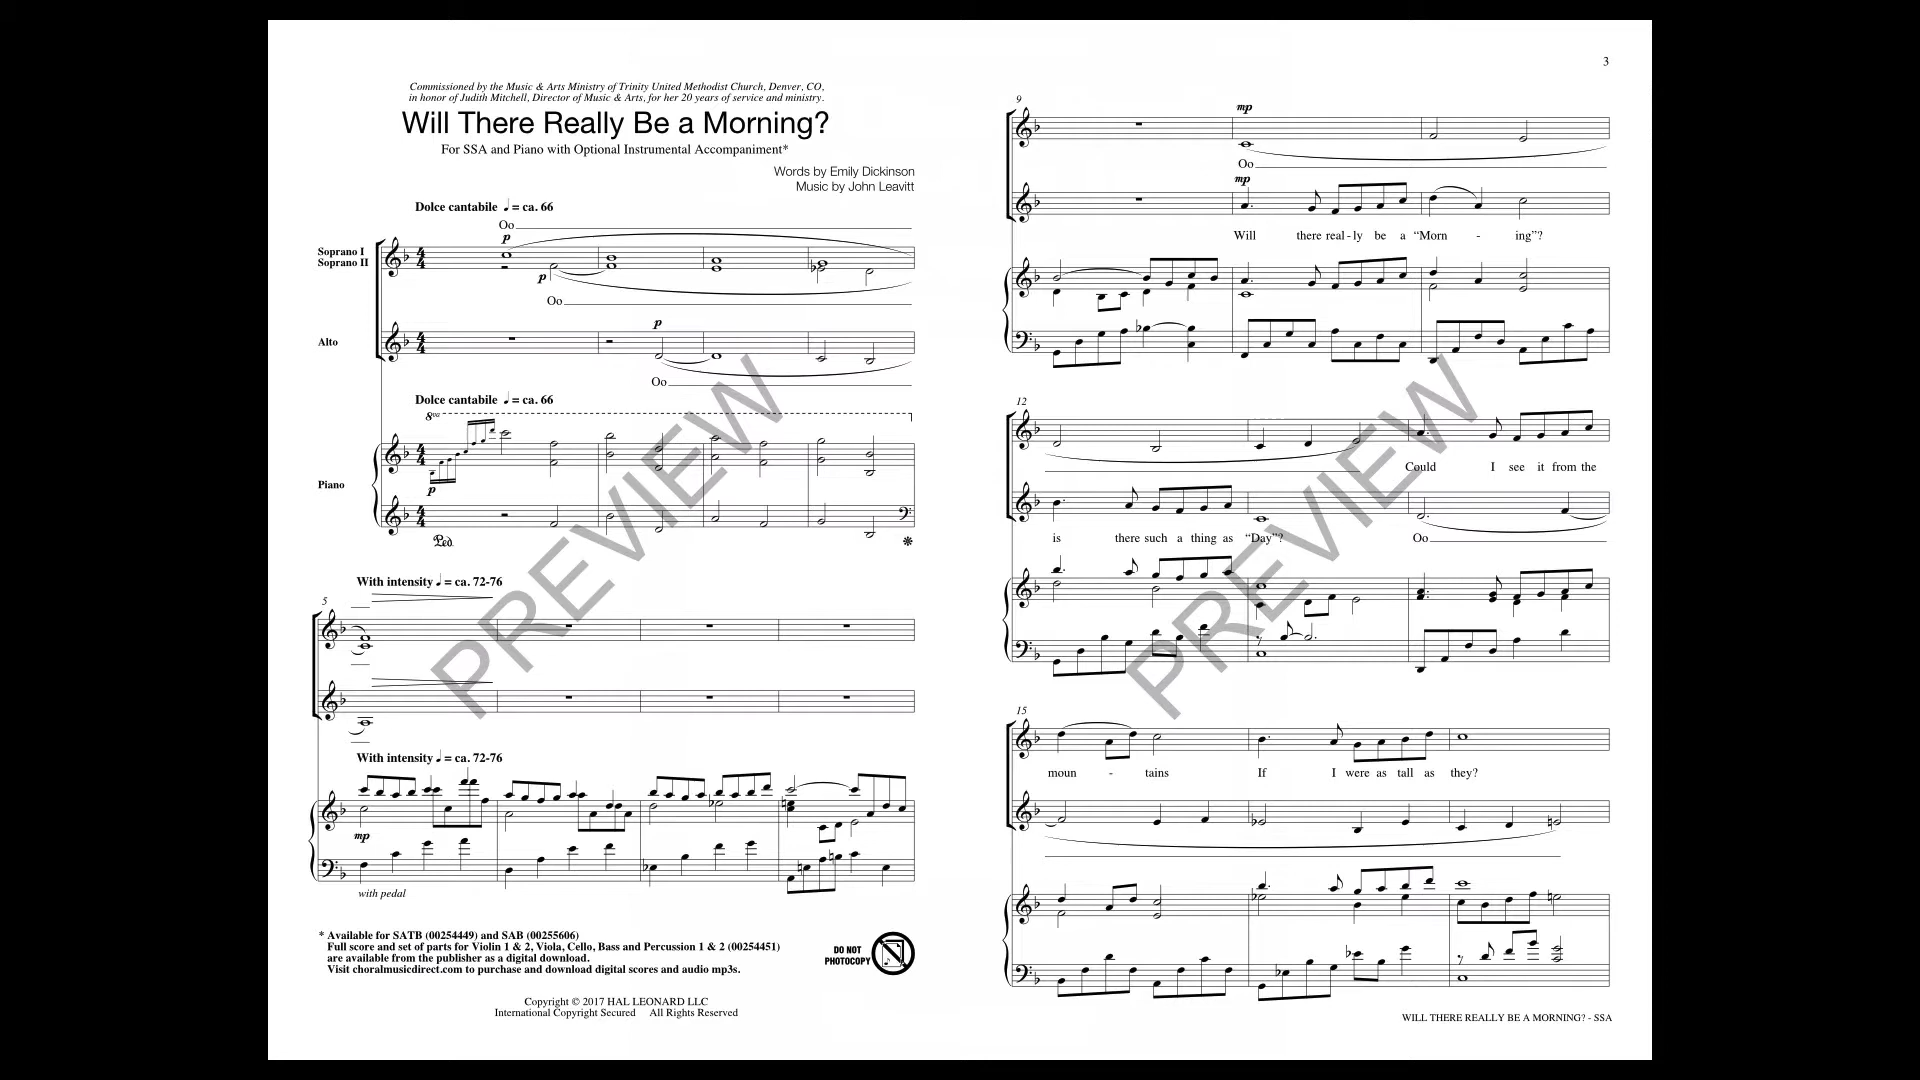 Commissioned by the Music & Arts Ministry of Trinity United Methodist Church, Denver, CO,
in honor of Judith Mitchell, Director of Music & Arts, for her 20 years of service and ministry.
Will There Really Be a Morning?
For SSA and Piano with Optional Instrumental Accompaniment*
Words by Emily Dickinson
Music by John Leavitt
Dolce cantabile ♩ = ca. 66
Oo
p
Soprano I
Soprano II
p
Oo
p
Alto
Oo
Dolce cantabile ♩ = ca. 66
8va
Piano
p
Ped.
With intensity ♩ = ca. 72-76
5
With intensity ♩ = ca. 72-76
mp
with pedal
* Available for SATB (00254449) and SAB (00255606)
Full score and set of parts for Violin 1 & 2, Viola, Cello, Bass and Percussion 1 & 2 (00254451)
are available from the publisher as a digital download.
Visit choralmusicdirect.com to purchase and download digital scores and audio mp3s.
DO NOT
PHOTOCOPY
Copyright © 2017 HAL LEONARD LLC
International Copyright Secured All Rights Reserved
PREVIEW
3
9
mp
Oo
mp
Will there real - ly be a “Morn - ing”?
12
Could I see it from the
is there such a thing as “Day”?
Oo
15
moun - tains If I were as tall as they?
WILL THERE REALLY BE A MORNING? - SSA
PREVIEW